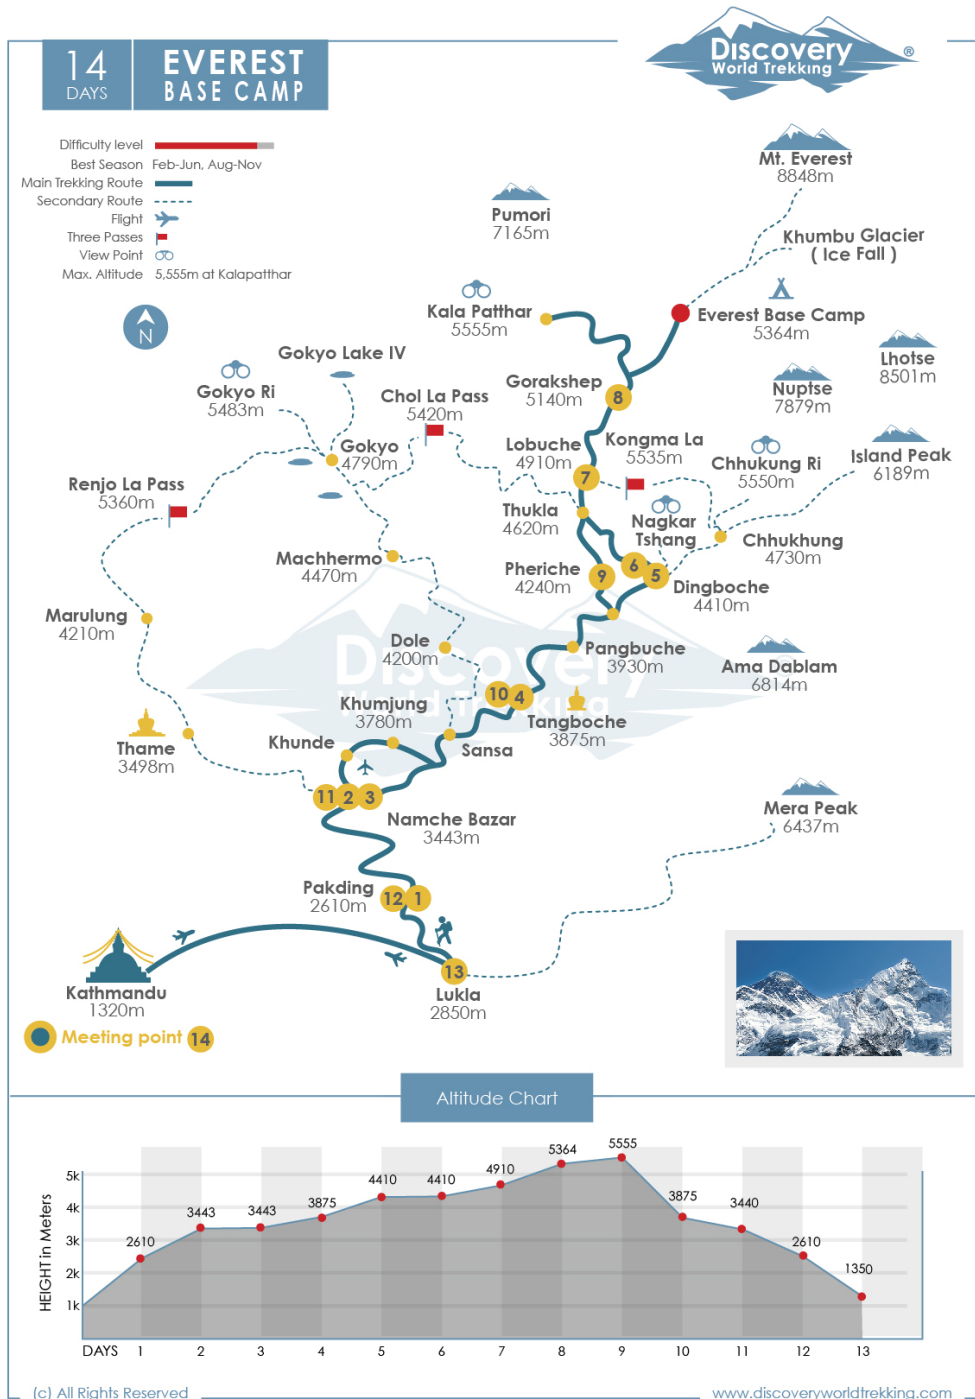 14
DAYS
EVEREST
BASE CAMP
Discovery
World Trekking
®
Difficulty level
Best Season Feb-Jun, Aug-Nov
Main Trekking Route
Secondary Route
Flight
Three Passes
View Point
Max. Altitude 5,555m at Kalapatthar
N
Mt. Everest
8848m
Pumori
7165m
Khumbu Glacier
( Ice Fall )
Kala Patthar
5555m
Everest Base Camp
5364m
Lhotse
8501m
Gokyo Lake IV
Gokyo Ri
5483m
Chol La Pass
5420m
Gorakshep
5140m
8
Nuptse
7879m
Gokyo
4790m
Lobuche
4910m
7
Kongma La
5535m
Chhukung Ri
5550m
Island Peak
6189m
Renjo La Pass
5360m
Thukla
4620m
Nagkar
Tshang
Chhukhung
4730m
Machhermo
4470m
Pheriche
4240m
9
6
5
Dingboche
4410m
Marulung
4210m
Dole
4200m
Discovery
World Trekking
Pangbuche
3930m
Ama Dablam
6814m
10
4
Tangboche
3875m
Khumjung
3780m
Khunde
Sansa
Thame
3498m
11
2
3
Namche Bazar
3443m
Mera Peak
6437m
Pakding
2610m
12
1
13
Kathmandu
1320m
Lukla
2850m
Meeting point 14
Altitude Chart
HEIGHT in Meters
5k
4k
3k
2k
1k
2610
3443
3443
3875
4410
4410
4910
5364
5555
3875
3440
2610
1350
DAYS 1 2 3 4 5 6 7 8 9 10 11 12 13
(c) All Rights Reserved
www.discoveryworldtrekking.com